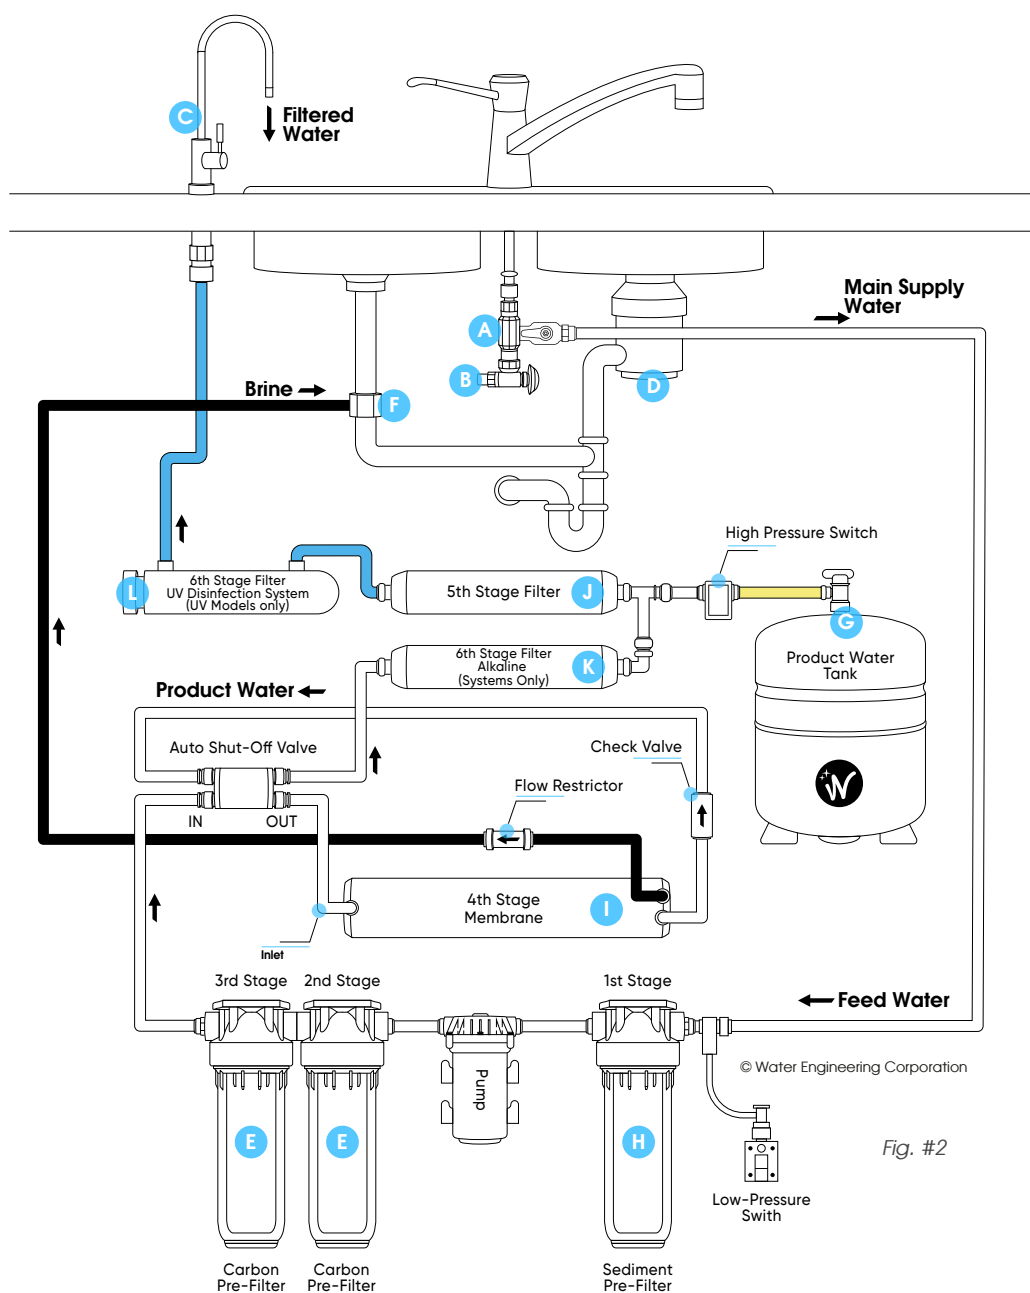 C
Filtered
Water
Main Supply
Water
A
B
D
Brine
F
High Pressure Switch
L
6th Stage Filter
UV Disinfection System
(UV Models only)
5th Stage Filter
J
G
6th Stage Filter
Alkaline
(Systems Only)
K
Product Water
Tank
Product Water
Auto Shut-Off Valve
Check Valve
W
Flow Restrictor
IN
OUT
4th Stage
Membrane
I
Inlet
3rd Stage
2nd Stage
1st Stage
Feed Water
© Water Engineering Corporation
Pump
E
E
H
Fig. #2
Low-Pressure
Swith
Carbon
Pre-Filter
Carbon
Pre-Filter
Sediment
Pre-Filter